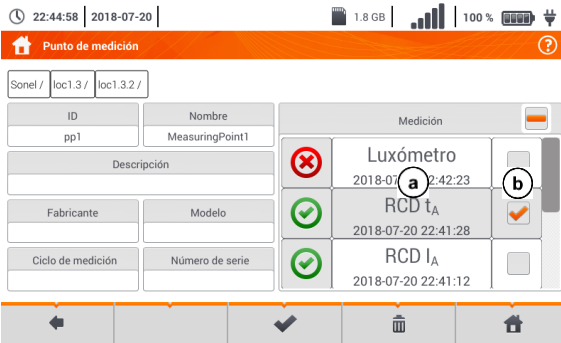 22:44:58 2018-07-20 1.8 GB 100 %
Punto de medición ?
Sonel / loc1.3 / loc1.3.2 /
ID Nombre
pp1 MeasuringPoint1
Descripción
Fabricante Modelo
Ciclo de medición Número de serie
Medición
Luxómetro
2018-07 2:42:23
a b
RCD tA
2018-07-20 22:41:28
RCD IA
2018-07-20 22:41:12